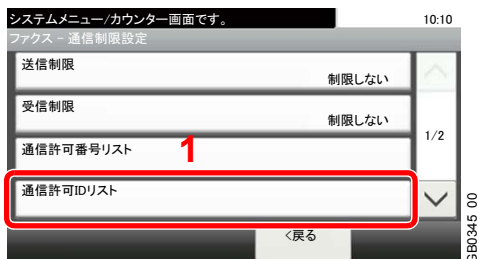 システムメニュー/カウンター画面です。
10:10
ファクス - 通信制限設定
送信制限
制限しない
受信制限
制限しない
1/2
通信許可番号リスト
1
通信許可IDリスト
<戻る
GB0345 00